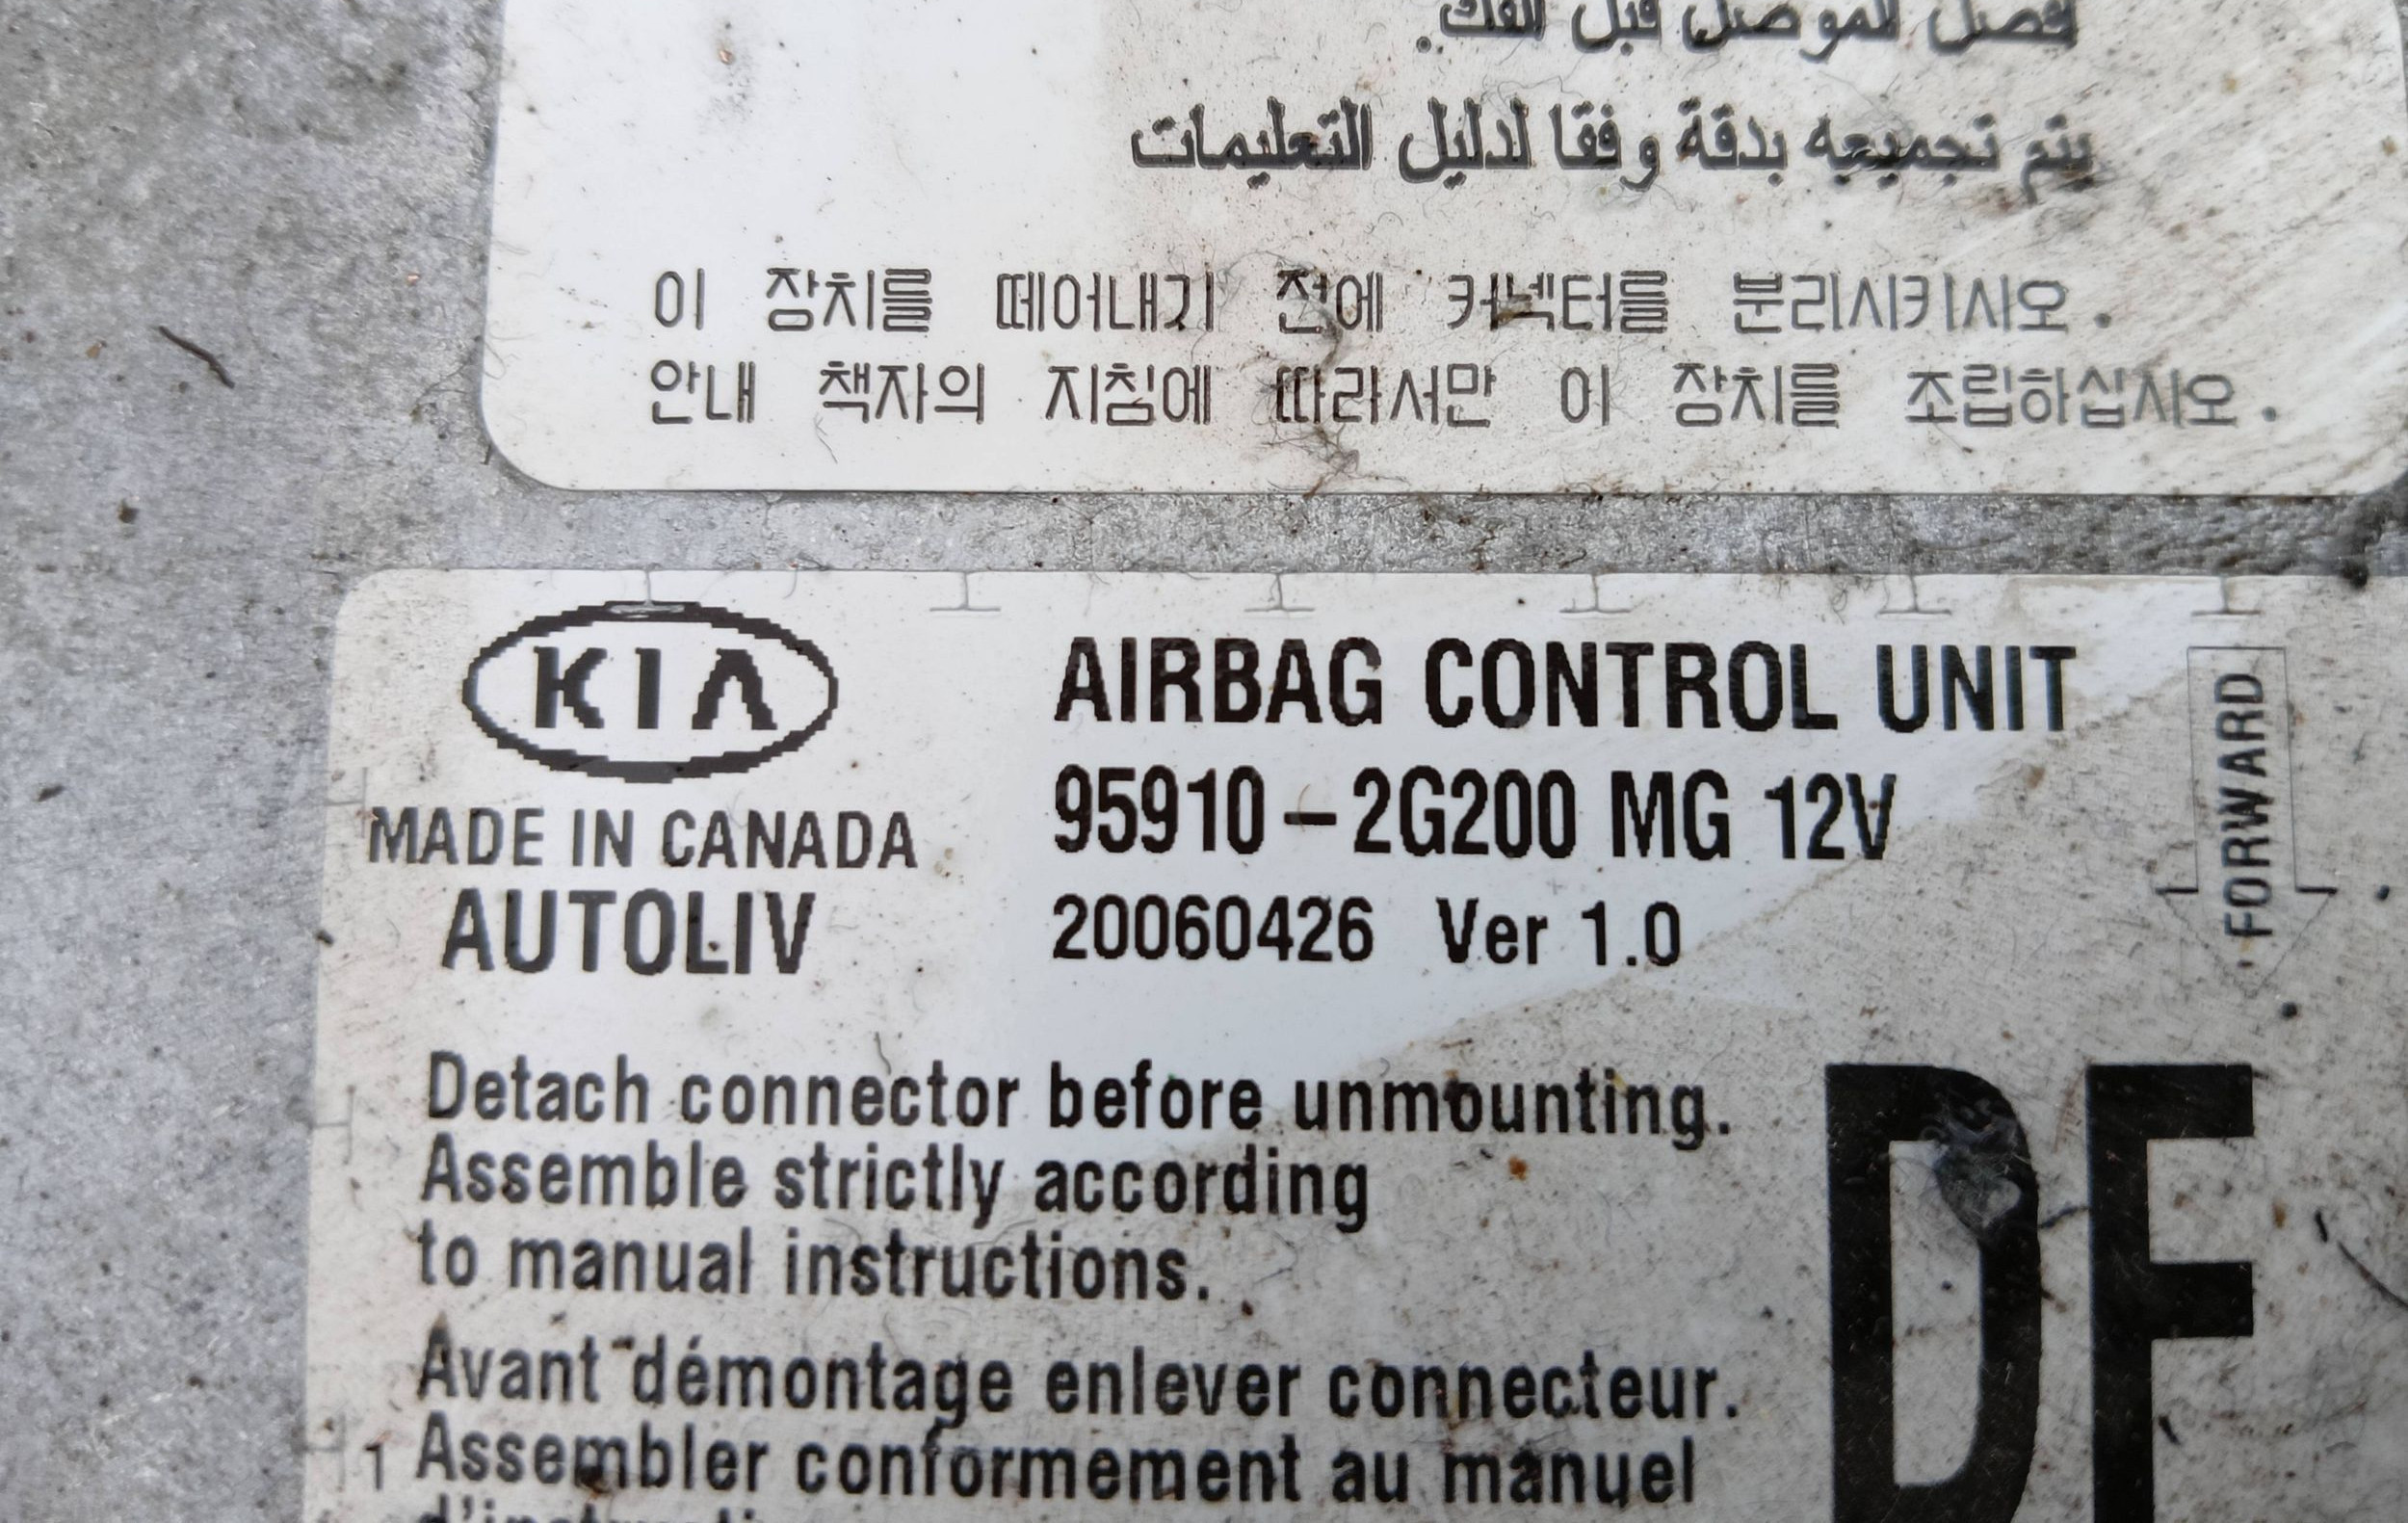 افصل الموصل قبل الفك.
يتم تجميعه بدقة وفقا لدليل التعليمات
이 장치를 떼어내기 전에 커넥터를 분리시키시오.
안내 책자의 지침에 따라서만 이 장치를 조립하십시오.
KIA
MADE IN CANADA
AUTOLIV
AIRBAG CONTROL UNIT
95910-2G200 MG 12V
20060426 Ver 1.0
FORWARD
Detach connector before unmounting.
Assemble strictly according
to manual instructions.
DF
Avant démontage enlever connecteur.
1 Assembler conformement au manuel